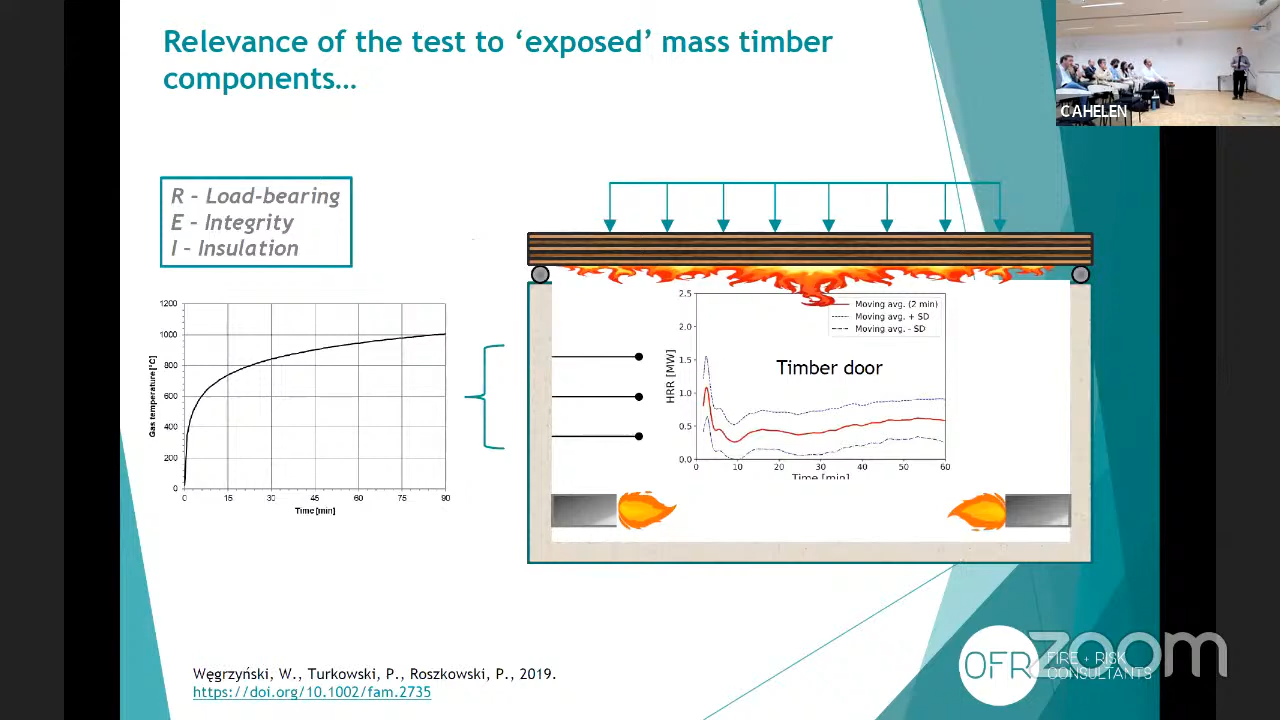 Relevance of the test to ‘exposed’ mass timber
components…
CAHELEN
R – Load-bearing
E – Integrity
I – Insulation
1200
1000
800
600
400
200
0
Gas temperature [°C]
0 15 30 45 60 75 90
Time [min]
2.5
2.0
1.5
1.0
0.5
0.0
HRR [MW]
Moving avg. (2 min)
Moving avg. + SD
Moving avg. - SD
Timber door
0 10 20 30 40 50 60
Time [min]
Węgrzyński, W., Turkowski, P., Roszkowski, P., 2019.
https://doi.org/10.1002/fam.2735
OFR
FIRE + RISK
CONSULTANTS
zoom